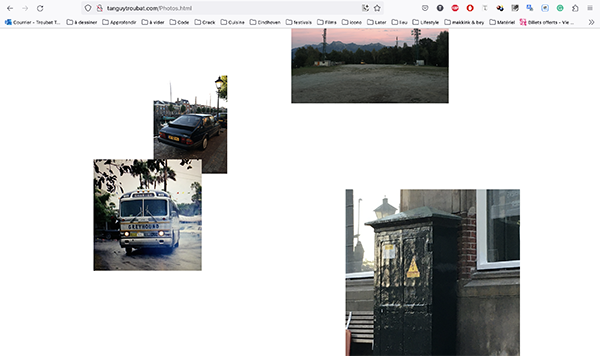 tanguytroubat.com/Photos.html
Courrier – Troubat T... à dessiner Approfondir à vider Code Crack Cuisine Eindhoven festivals Films icono Later lieu Lifestyle makkink & bey Matériel Billets offerts – Vie ...
GREYHOUND